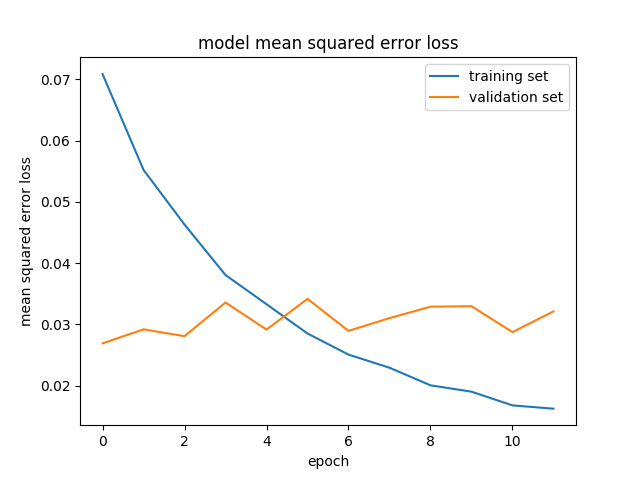 model mean squared error loss
training set
validation set
mean squared error loss
0.07
0.06
0.05
0.04
0.03
0.02
0 2 4 6 8 10
epoch